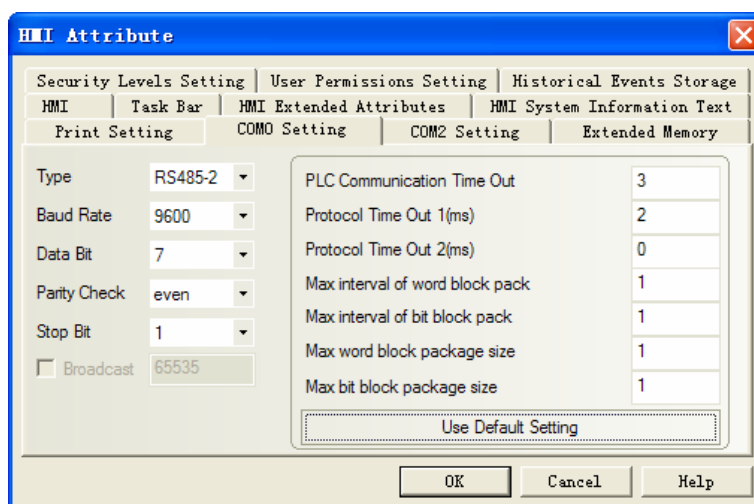 HMI Attribute
Security Levels Setting User Permissions Setting Historical Events Storage
HMI Task Bar HMI Extended Attributes HMI System Information Text
Print Setting COM0 Setting COM2 Setting Extended Memory
Type RS485-2
Baud Rate 9600
Data Bit 7
Parity Check even
Stop Bit 1
Broadcast 65535
PLC Communication Time Out 3
Protocol Time Out 1(ms) 2
Protocol Time Out 2(ms) 0
Max interval of word block pack 1
Max interval of bit block pack 1
Max word block package size 1
Max bit block package size 1
Use Default Setting
OK Cancel Help